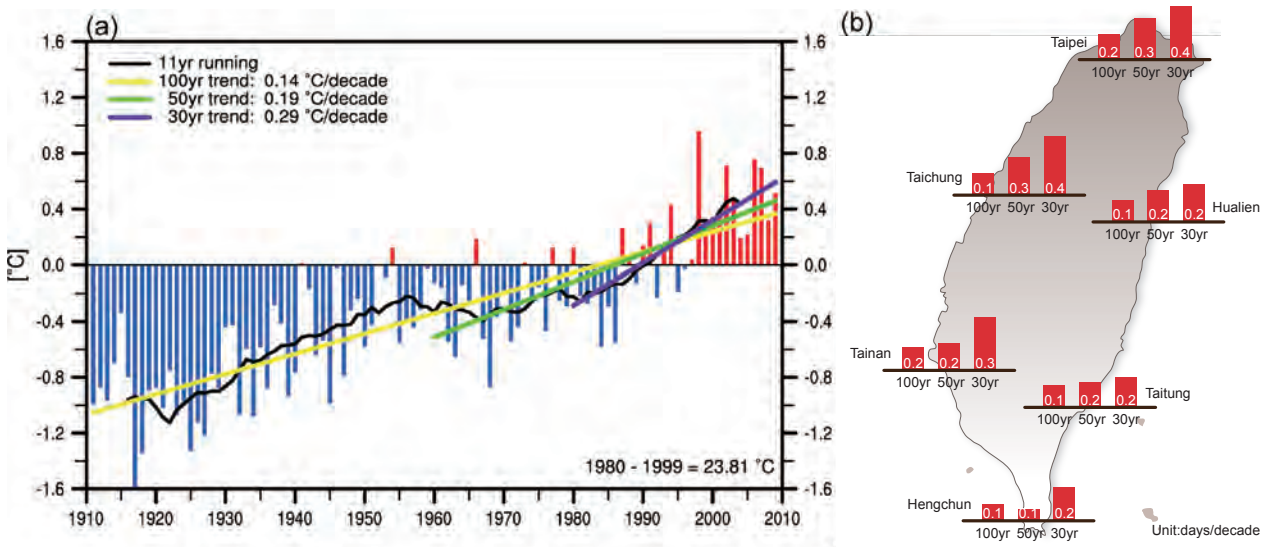 (a)
[°C]
1.6
1.2
0.8
0.4
0.0
-0.4
-0.8
-1.2
-1.6
11yr running
100yr trend: 0.14 °C/decade
50yr trend: 0.19 °C/decade
30yr trend: 0.29 °C/decade
1980 - 1999 = 23.81 °C
1.6
1.2
0.8
0.4
0.0
-0.4
-0.8
-1.2
-1.6
1910 1920 1930 1940 1950 1960 1970 1980 1990 2000 2010
(b)
Taipei 0.2 0.3 0.4
100yr 50yr 30yr
Taichung 0.1 0.3 0.4
100yr 50yr 30yr
0.1 0.2 0.2 Hualien
100yr 50yr 30yr
Tainan 0.2 0.2 0.3
100yr 50yr 30yr
0.1 0.2 0.2 Taitung
100yr 50yr 30yr
Hengchun 0.1 0.1 0.2
100yr 50yr 30yr
Unit:days/decade